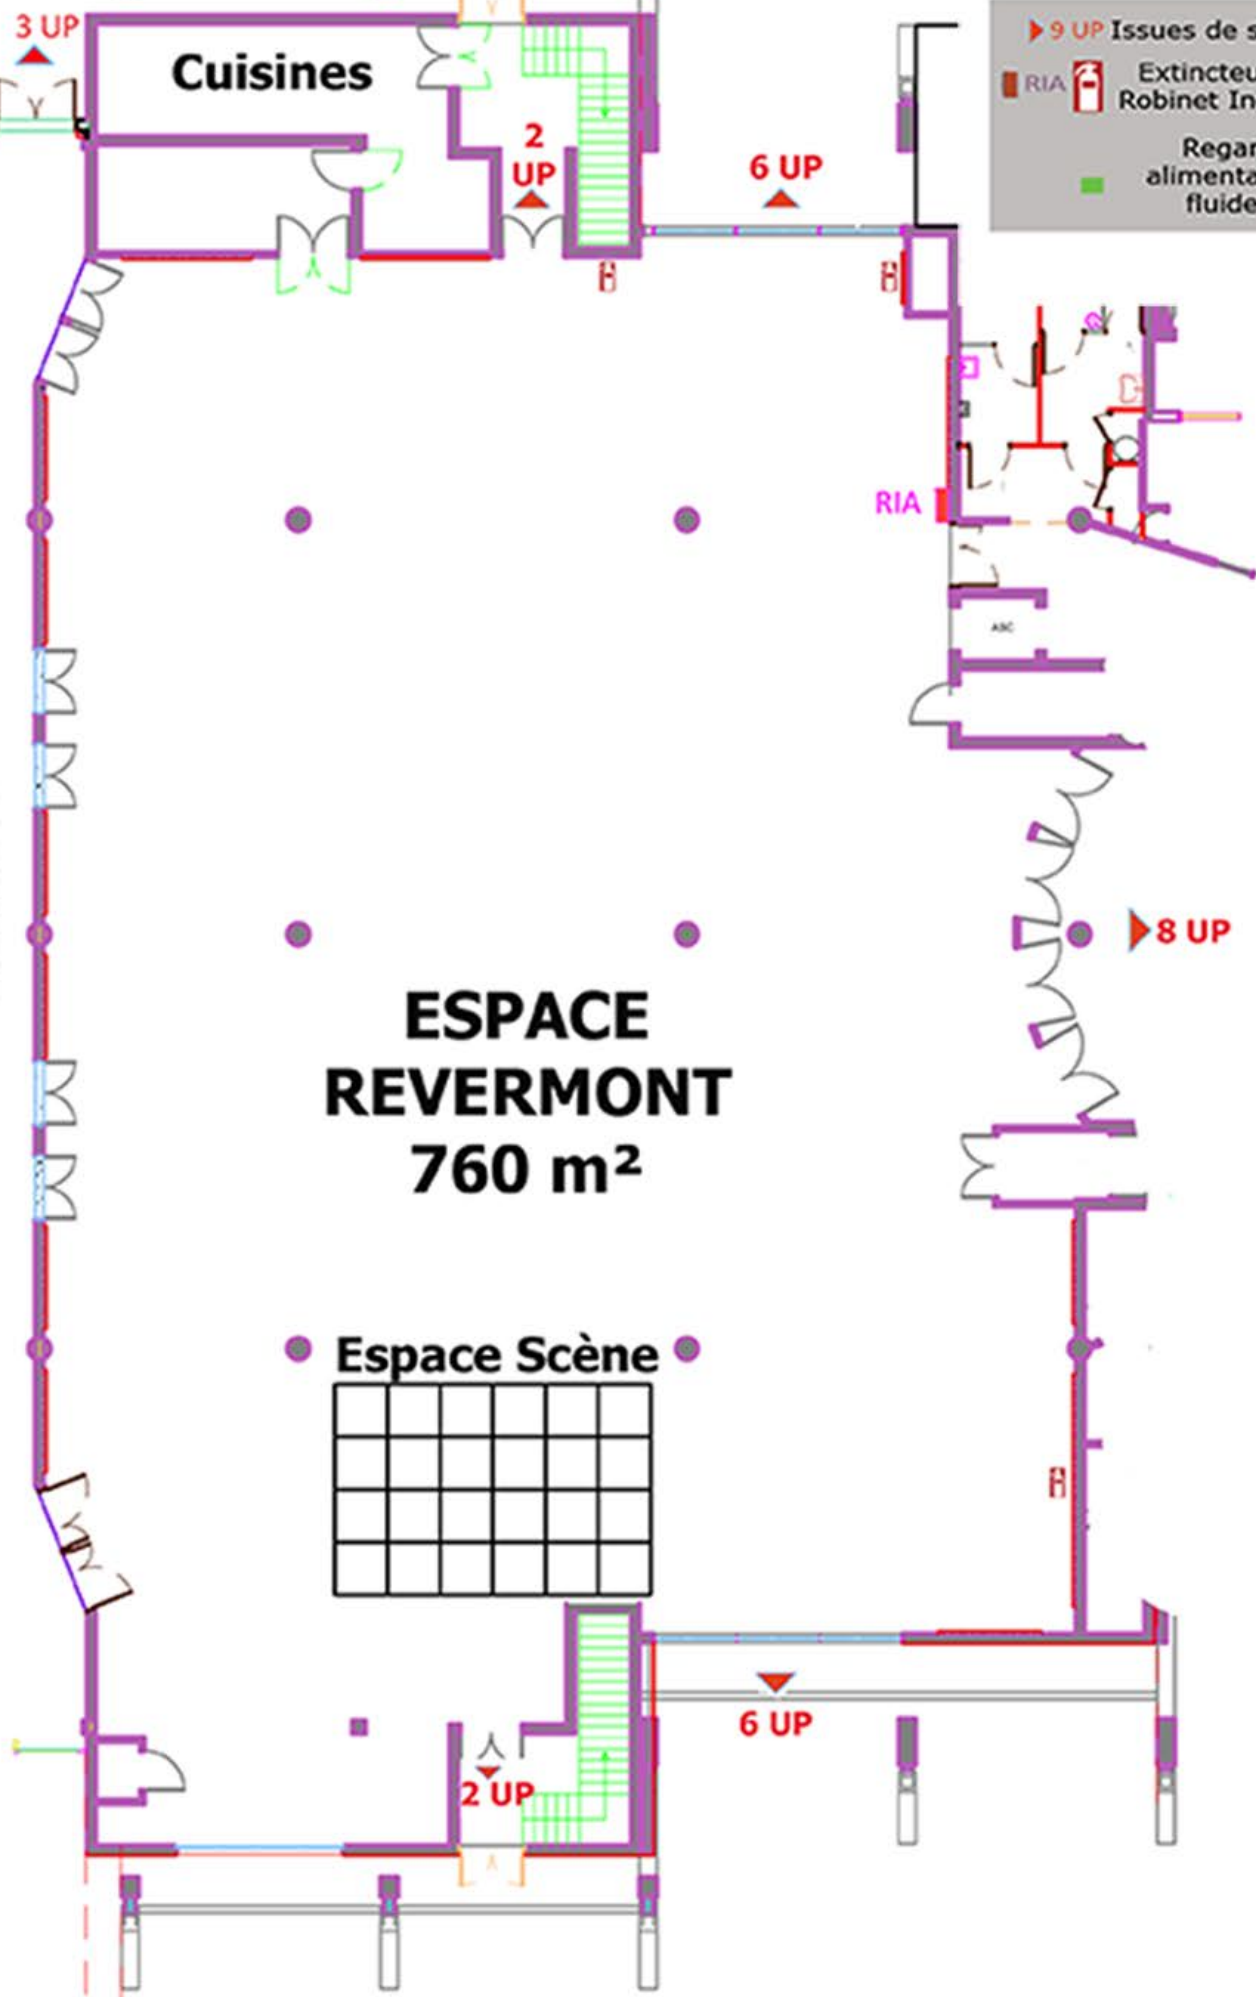 3 UP
Cuisines
2
UP
6 UP
9 UP Issues de s
RIA
Extincteu
Robinet In
Regar
alimenta
fluide
RIA
ASC
8 UP
ESPACE
REVERMONT
760 m²
Espace Scène
6 UP
2 UP